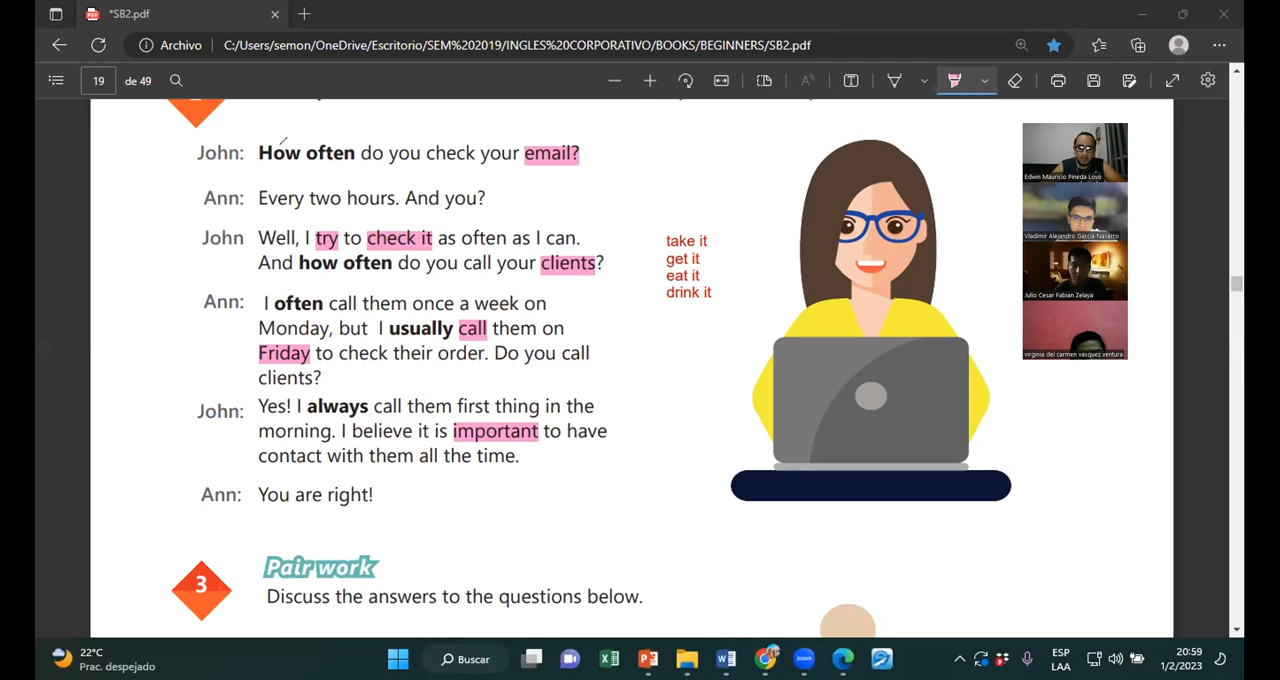 *SB2.pdf
Archivo C:/Users/semon/OneDrive/Escritorio/SEM%202019/INGLES%20CORPORATIVO/BOOKS/BEGINNERS/SB2.pdf
19 de 49
John: How often do you check your email?
Ann: Every two hours. And you?
John Well, I try to check it as often as I can.
And how often do you call your clients?
Ann: I often call them once a week on
Monday, but I usually call them on
Friday to check their order. Do you call
clients?
John: Yes! I always call them first thing in the
morning. I believe it is important to have
contact with them all the time.
Ann: You are right!
take it
get it
eat it
drink it
Edwin Mauricio Pineda Lovo
Vladimir Alejandro Garcia Navarro
Julio Cesar Fabian Zelaya
virginia del carmen vasquez ventura
3 Pair work
Discuss the answers to the questions below.
22°C
Prac. despejado
Buscar
ESP
LAA
20:59
1/2/2023